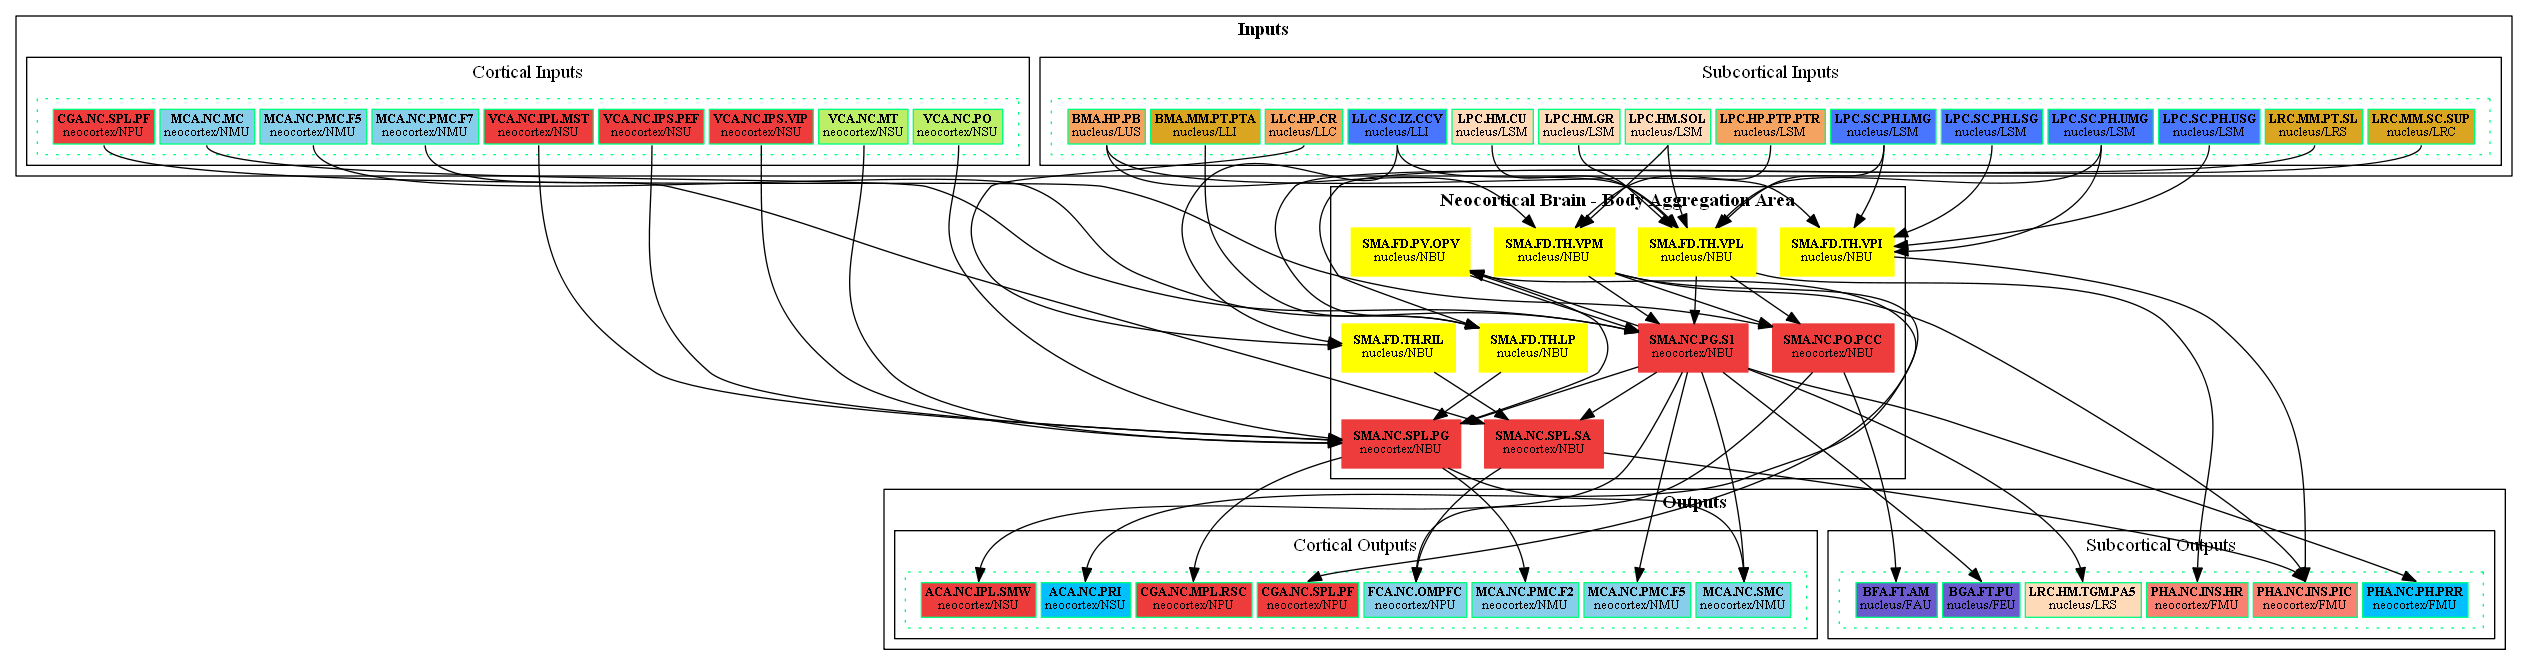 Inputs
Cortical Inputs
Subcortical Inputs
CGA.NC.SPL.PF
neocortex/NPU
MCA.NC.MC
neocortex/NMU
MCA.NC.PMC.F5
neocortex/NMU
MCA.NC.PMC.F7
neocortex/NMU
VCA.NC.IPL.MST
neocortex/NSU
VCA.NC.IPS.PEF
neocortex/NSU
VCA.NC.IPS.VIP
neocortex/NSU
VCA.NC.MT
neocortex/NSU
VCA.NC.PO
neocortex/NSU
BMA.HP.PB
nucleus/LUS
BMA.MM.PT.PTA
nucleus/LLI
LLC.HP.CR
nucleus/LLC
LLC.SC.IZ.CCV
nucleus/LLI
LPC.HM.CU
nucleus/LSM
LPC.HM.GR
nucleus/LSM
LPC.HM.SOL
nucleus/LSM
LPC.HP.PTP.PTR
nucleus/LSM
LPC.SC.PH.LMG
nucleus/LSM
LPC.SC.PH.LSG
nucleus/LSM
LPC.SC.PH.UMG
nucleus/LSM
LPC.SC.PH.USG
nucleus/LSM
LRC.MM.PT.SL
nucleus/LRS
LRC.MM.SC.SUP
nucleus/LRC
Neocortical Brain - Body Aggregation Area
SMA.FD.PV.OPV
nucleus/NBU
SMA.FD.TH.VPM
nucleus/NBU
SMA.FD.TH.VPL
nucleus/NBU
SMA.FD.TH.VPI
nucleus/NBU
SMA.FD.TH.RIL
nucleus/NBU
SMA.FD.TH.LP
nucleus/NBU
SMA.NC.PG.S1
neocortex/NBU
SMA.NC.PO.PCC
neocortex/NBU
SMA.NC.SPL.PG
neocortex/NBU
SMA.NC.SPL.SA
neocortex/NBU
Outputs
Cortical Outputs
Subcortical Outputs
ACA.NC.IPL.SMW
neocortex/NSU
ACA.NC.PRI
neocortex/NSU
CGA.NC.MPL.RSC
neocortex/NPU
CGA.NC.SPL.PF
neocortex/NPU
FCA.NC.OMPFC
neocortex/NPU
MCA.NC.PMC.F2
neocortex/NMU
MCA.NC.PMC.F5
neocortex/NMU
MCA.NC.SMC
neocortex/NMU
BFA.FT.AM
nucleus/FAU
BGA.FT.PU
nucleus/FEU
LRC.HM.TGM.PA5
nucleus/LRS
PHA.NC.INS.HR
neocortex/FMU
PHA.NC.INS.PIC
neocortex/FMU
PHA.NC.PH.PRR
neocortex/FMU